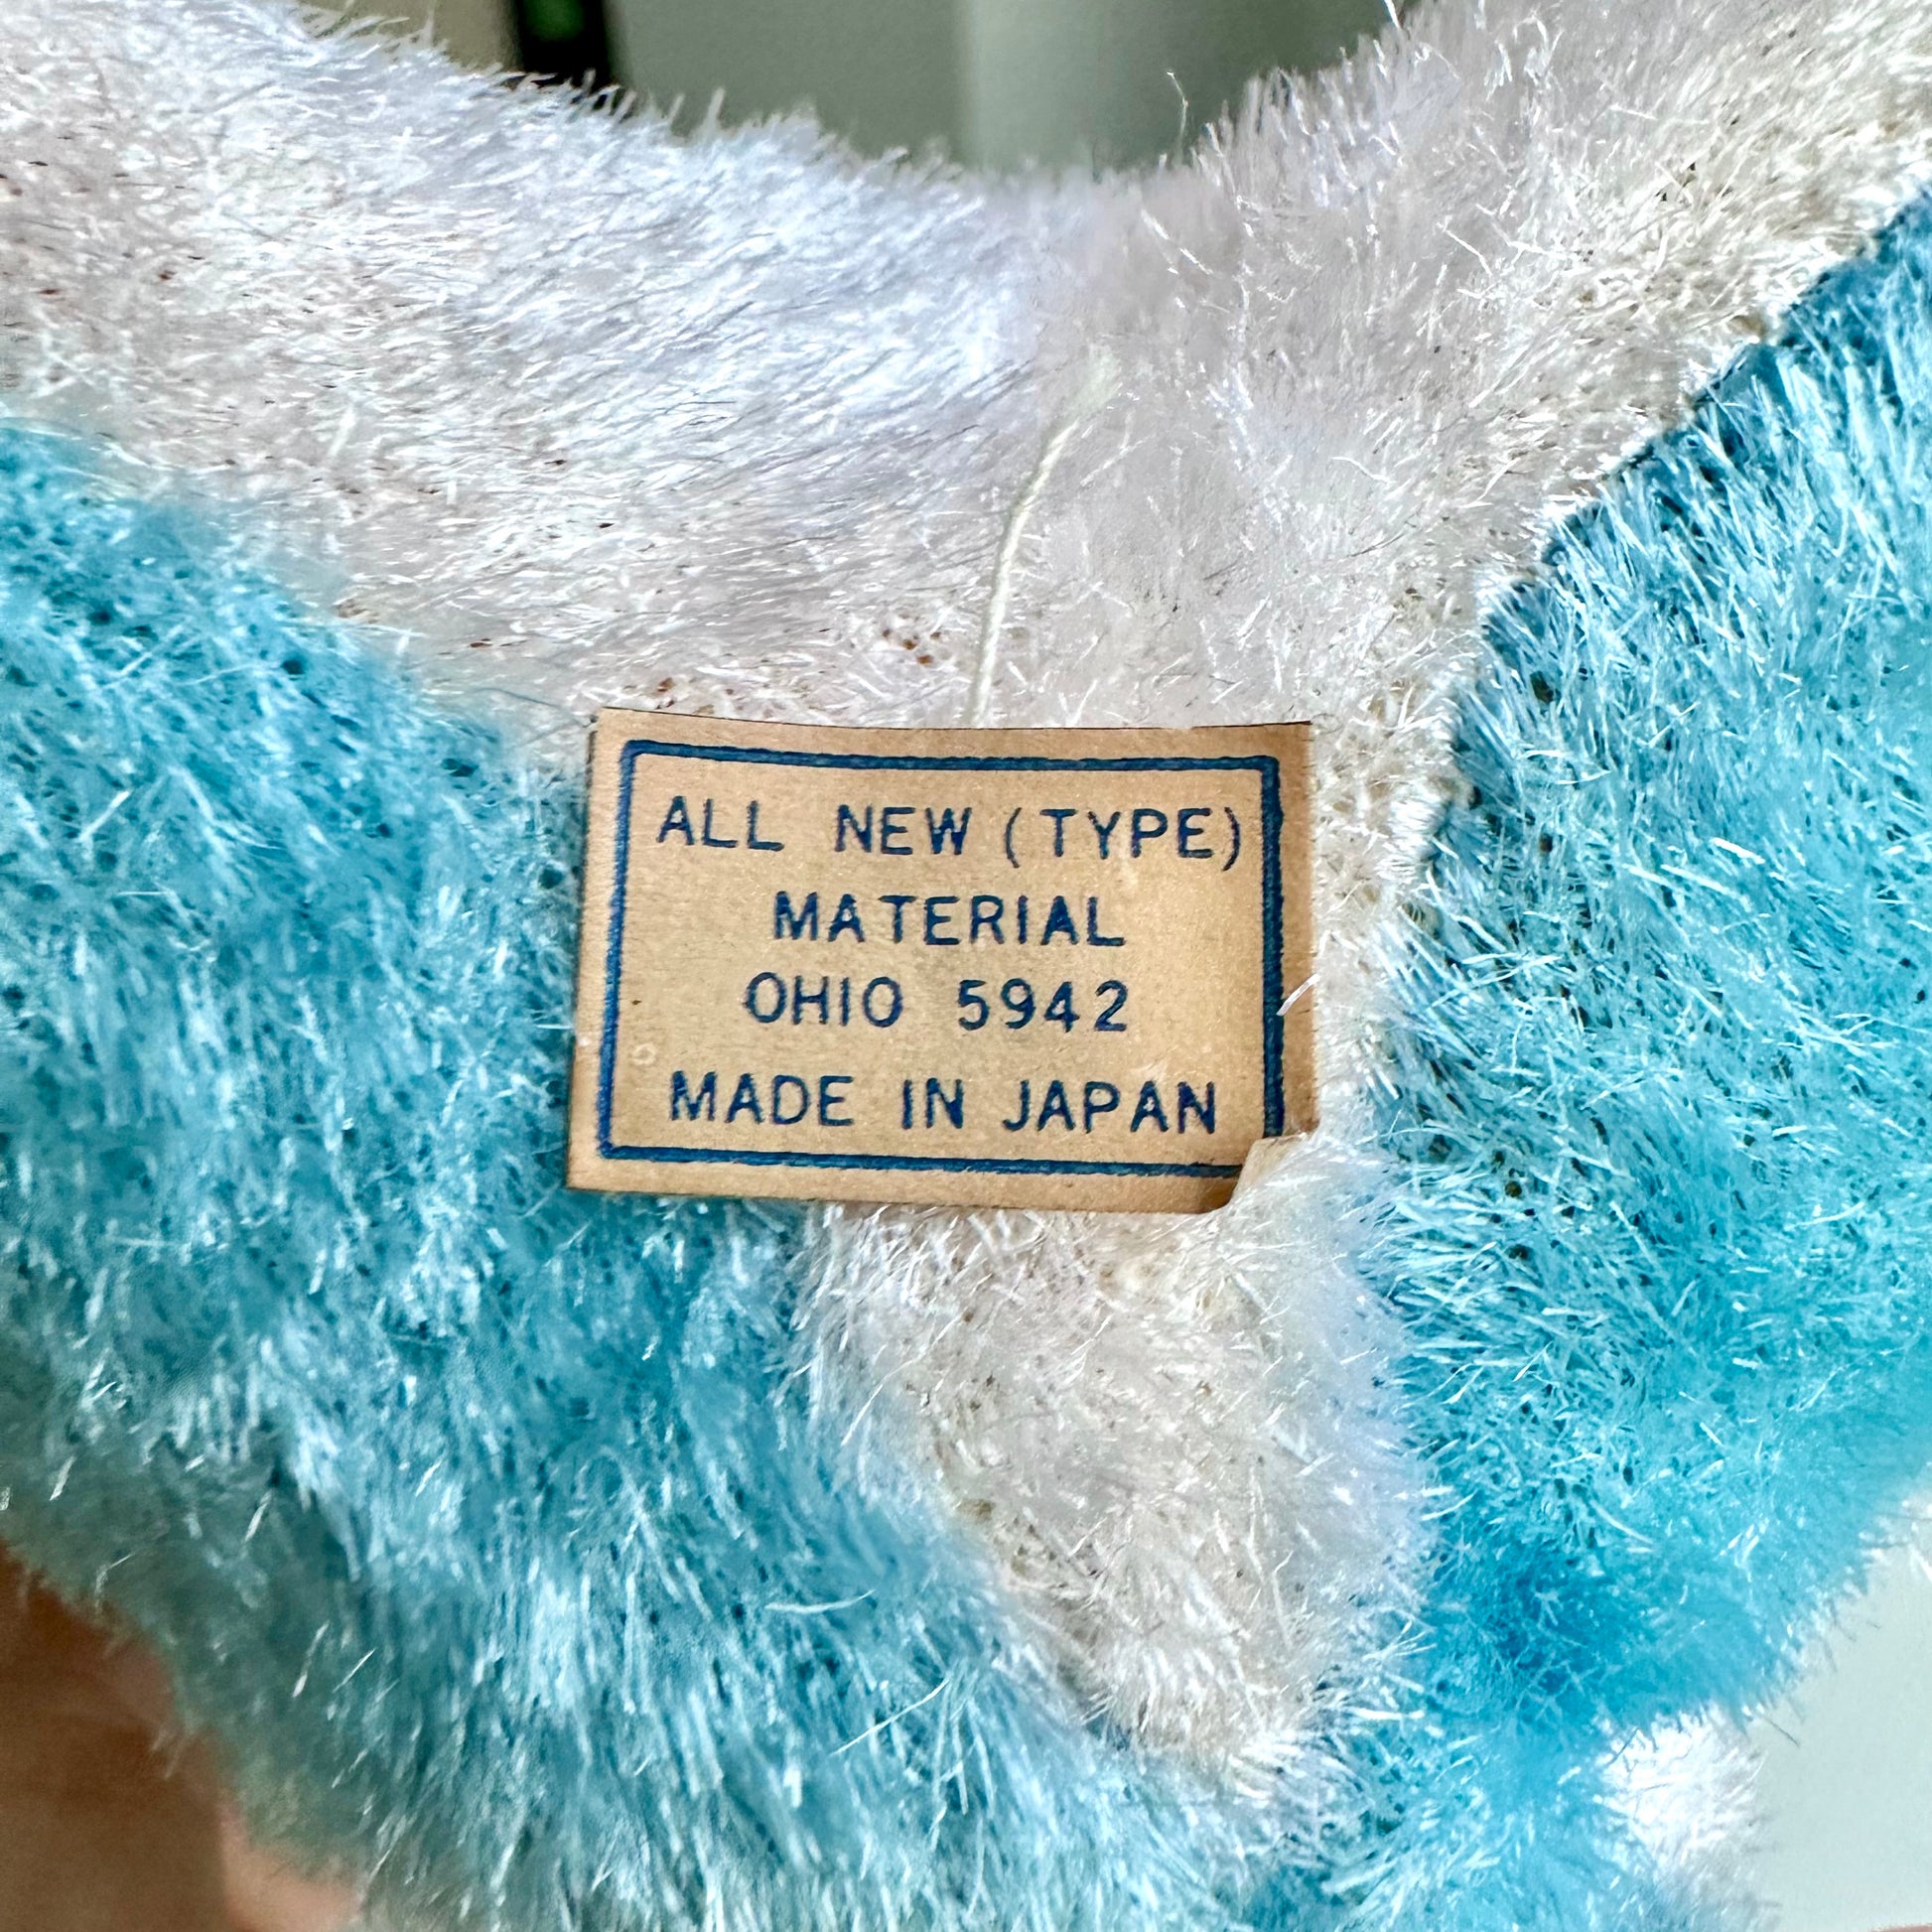 ALL NEW (TYPE)
MATERIAL
OHIO 5942
MADE IN JAPAN